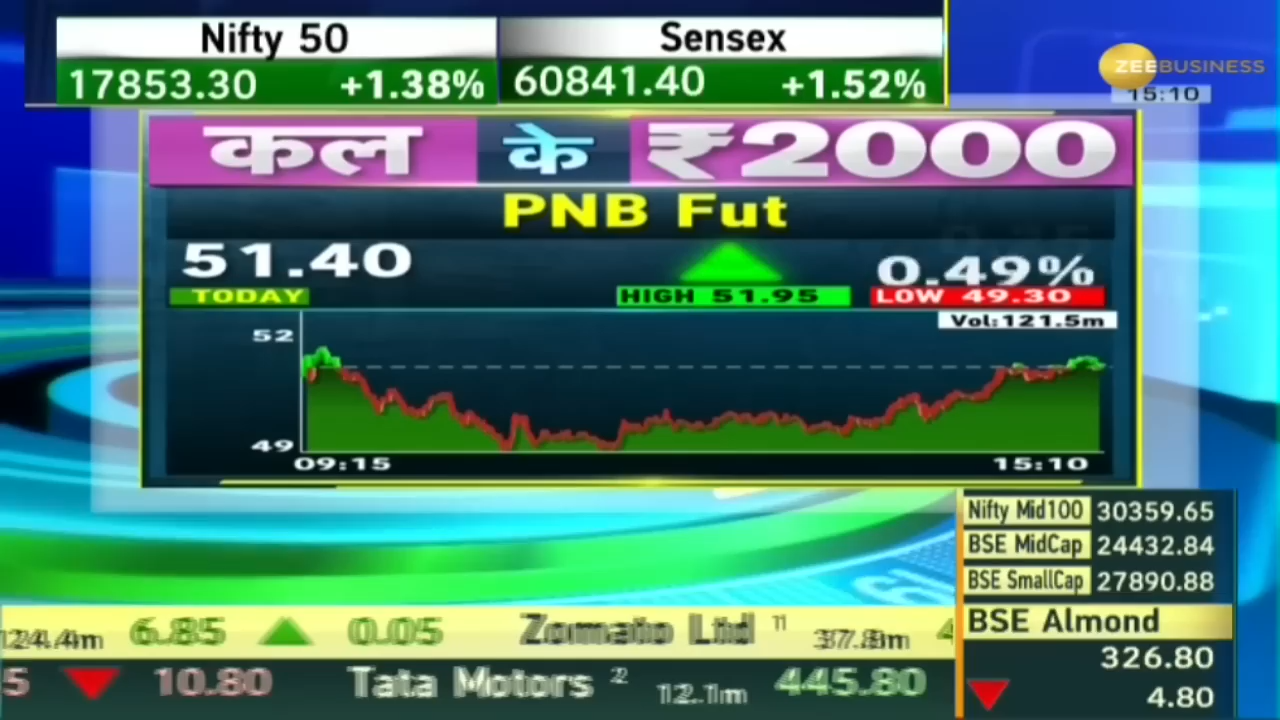 Nifty 50
17853.30 +1.38%
Sensex
60841.40 +1.52%
ZEEBUSINESS
15:10
कल के ₹2000
PNB Fut
51.40
0.49%
TODAY
HIGH 51.95
LOW 49.30
Vol:121.5m
52
49
09:15
15:10
Nifty Mid100 30359.65
BSE MidCap 24432.84
BSE SmallCap 27890.88
BSE Almond
326.80
4.80
6.85 0.05 Zomato Ltd 11
5 10.80 Tata Motors 22 12.1m 445.80